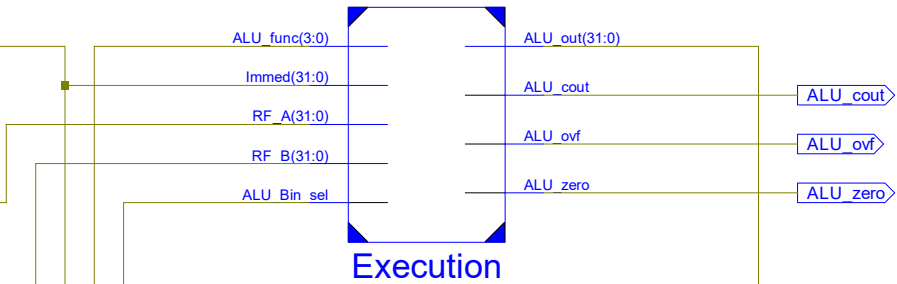 ALU_func(3:0)
ALU_out(31:0)
Immed(31:0)
ALU_cout
ALU_cout
RF_A(31:0)
ALU_ovf
ALU_ovf
RF_B(31:0)
ALU_Bin_sel
ALU_zero
ALU_zero
Execution